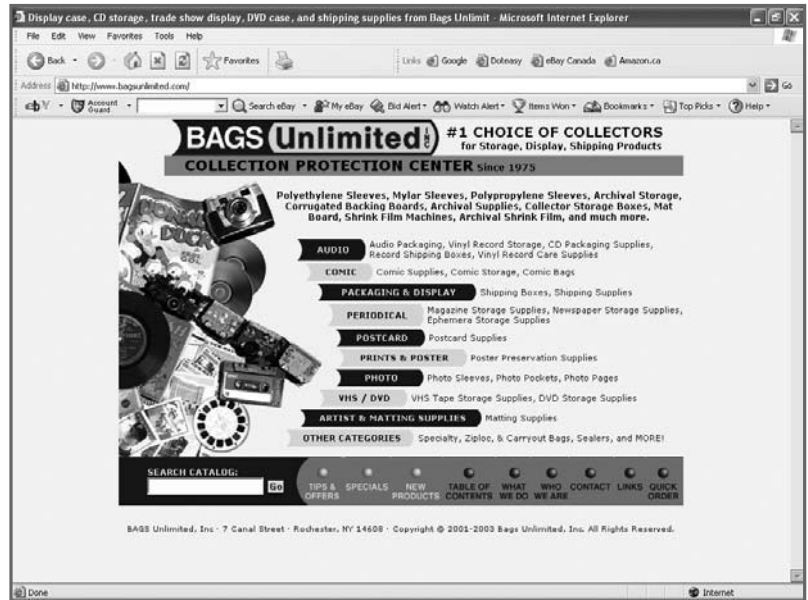 Display case, CD storage, trade show display, DVD case, and shipping supplies from Bags Unlimit - Microsoft Internet Explorer
File Edit View Favorites Tools Help
Back Favorites Links Google Doteasy eBay Canada Amazon.ca
Address http://www.bagsunlimited.com/ Go
ebY Account Guard Search eBay My eBay Bid Alert Watch Alert Items Won Bookmarks Top Picks Help
BAGS Unlimited INC #1 CHOICE OF COLLECTORS
for Storage, Display, Shipping Products
COLLECTION PROTECTION CENTER Since 1975
Polyethylene Sleeves, Mylar Sleeves, Polypropylene Sleeves, Archival Storage,
Corrugated Backing Boards, Archival Supplies, Collector Storage Boxes, Mat
Board, Shrink Film Machines, Archival Shrink Film, and much more.
AUDIO Audio Packaging, Vinyl Record Storage, CD Packaging Supplies,
Record Shipping Boxes, Vinyl Record Care Supplies
COMIC Comic Supplies, Comic Storage, Comic Bags
PACKAGING & DISPLAY Shipping Boxes, Shipping Supplies
PERIODICAL Magazine Storage Supplies, Newspaper Storage Supplies,
Ephemera Storage Supplies
POSTCARD Postcard Supplies
PRINTS & POSTER Poster Preservation Supplies
PHOTO Photo Sleeves, Photo Pockets, Photo Pages
VHS / DVD VHS Tape Storage Supplies, DVD Storage Supplies
ARTIST & MATTING SUPPLIES Matting Supplies
OTHER CATEGORIES Specialty, Ziploc, & Carryout Bags, Sealers, and MORE!
SEARCH CATALOG:
Go
TIPS & OFFERS SPECIALS NEW PRODUCTS TABLE OF CONTENTS WHAT WE DO WHO WE ARE CONTACT LINKS QUICK ORDER
BAGS Unlimited, Inc · 7 Canal Street · Rochester, NY 14608 · Copyright © 2001-2003 Bags Unlimited, Inc. All Rights Reserved.
Done Internet